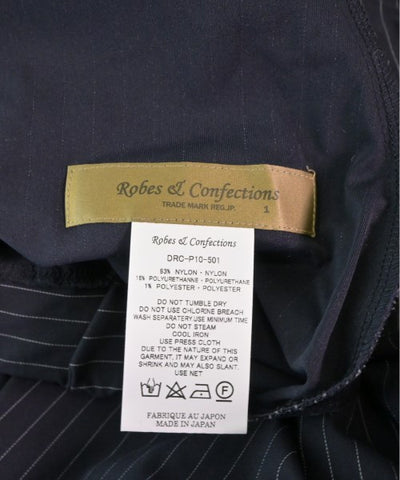 Robes & Confections
TRADE MARK REG.JP.
1
Robes & Confections
DRC-P10-501
83% NYLON - NYLON
16% POLYURETHANNE - POLYURETHANE
1% POLYESTER - POLYESTER
DO NOT TUMBLE DRY
DO NOT USE CHLORINE BREACH
WASH SEPARATERY USE MINIMUM TIME
DO NOT STEAM
COOL IRON
USE PRESS CLOTH
DUE TO THE NATURE OF THIS
GARMENT, IT MAY EXPAND OR
SHRINK AND MAY ALSO SLANT.
USE NET
FABRIQUE AU JAPON
MADE IN JAPAN